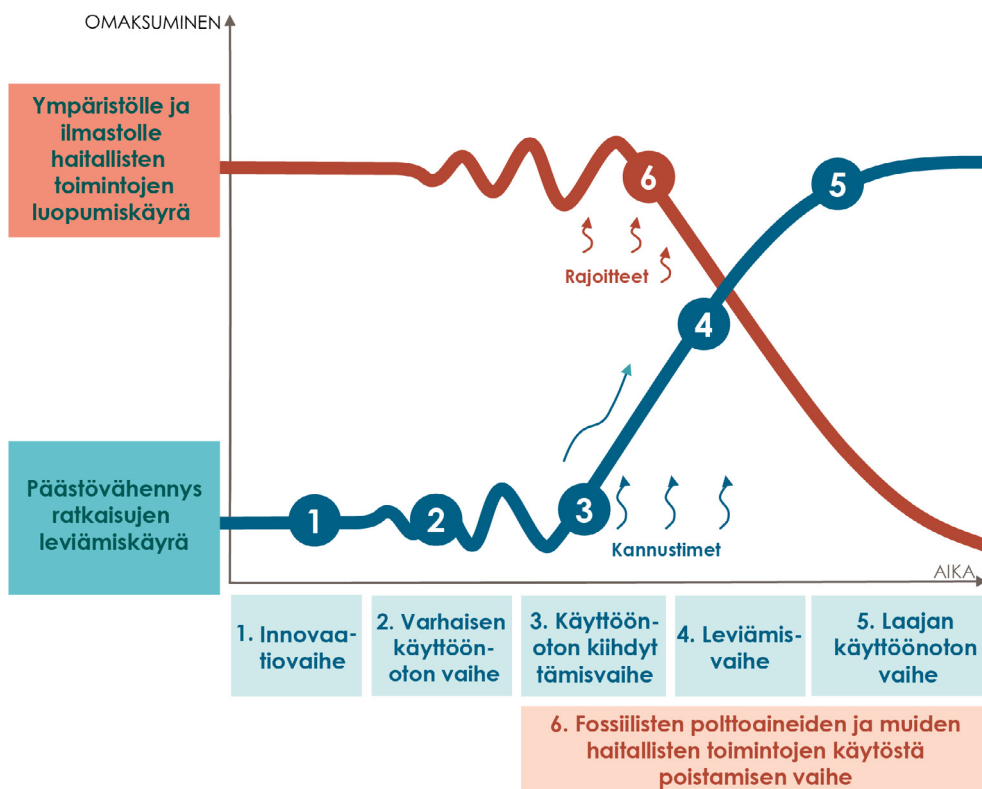 OMAKSUMINEN
Ympäristölle ja
ilmastolle
haitallisten
toimintojen
luopumiskäyrä
6
5
Rajoitteet
4
Päästövähennys
ratkaisujen
leviämiskäyrä
1
2
3
Kannustimet
AIKA
1. Innovaa-
tiovaihe
2. Varhaisen
käyttöön-
oton vaihe
3. Käyttöön-
oton kiihdyt
tämisvaihe
4. Leviämis-
vaihe
5. Laajan
käyttöönoton
vaihe
6. Fossiilisten polttoaineiden ja muiden
haitallisten toimintojen käytöstä
poistamisen vaihe